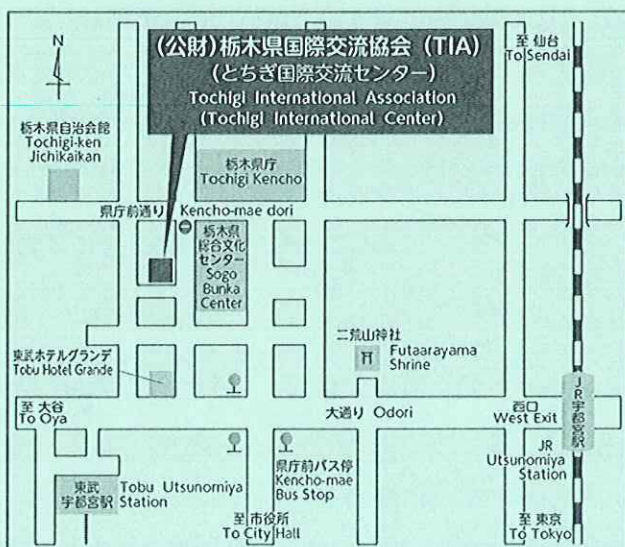 (公財)栃木県国際交流協会 (TIA)
(とちぎ国際交流センター)
Tochigi International Association
(Tochigi International Center)
至 仙台
To Sendai
N
栃木県自治会館
Tochigi-ken
Jichikaikan
栃木県庁
Tochigi Kencho
県庁前通り Kencho-mae dori
栃木県
総合文化
センター
Sogo
Bunka
Center
二荒山神社
Futaarayama
Shrine
東武ホテルグランデ
Tobu Hotel Grande
至 大谷
To Oya
大通り Odori
西口
West Exit
JR宇都宮駅
JR
Utsunomiya
Station
東武
宇都宮駅
Tobu Utsunomiya
Station
県庁前バス停
Kencho-mae
Bus Stop
至 市役所
To City Hall
至 東京
To Tokyo